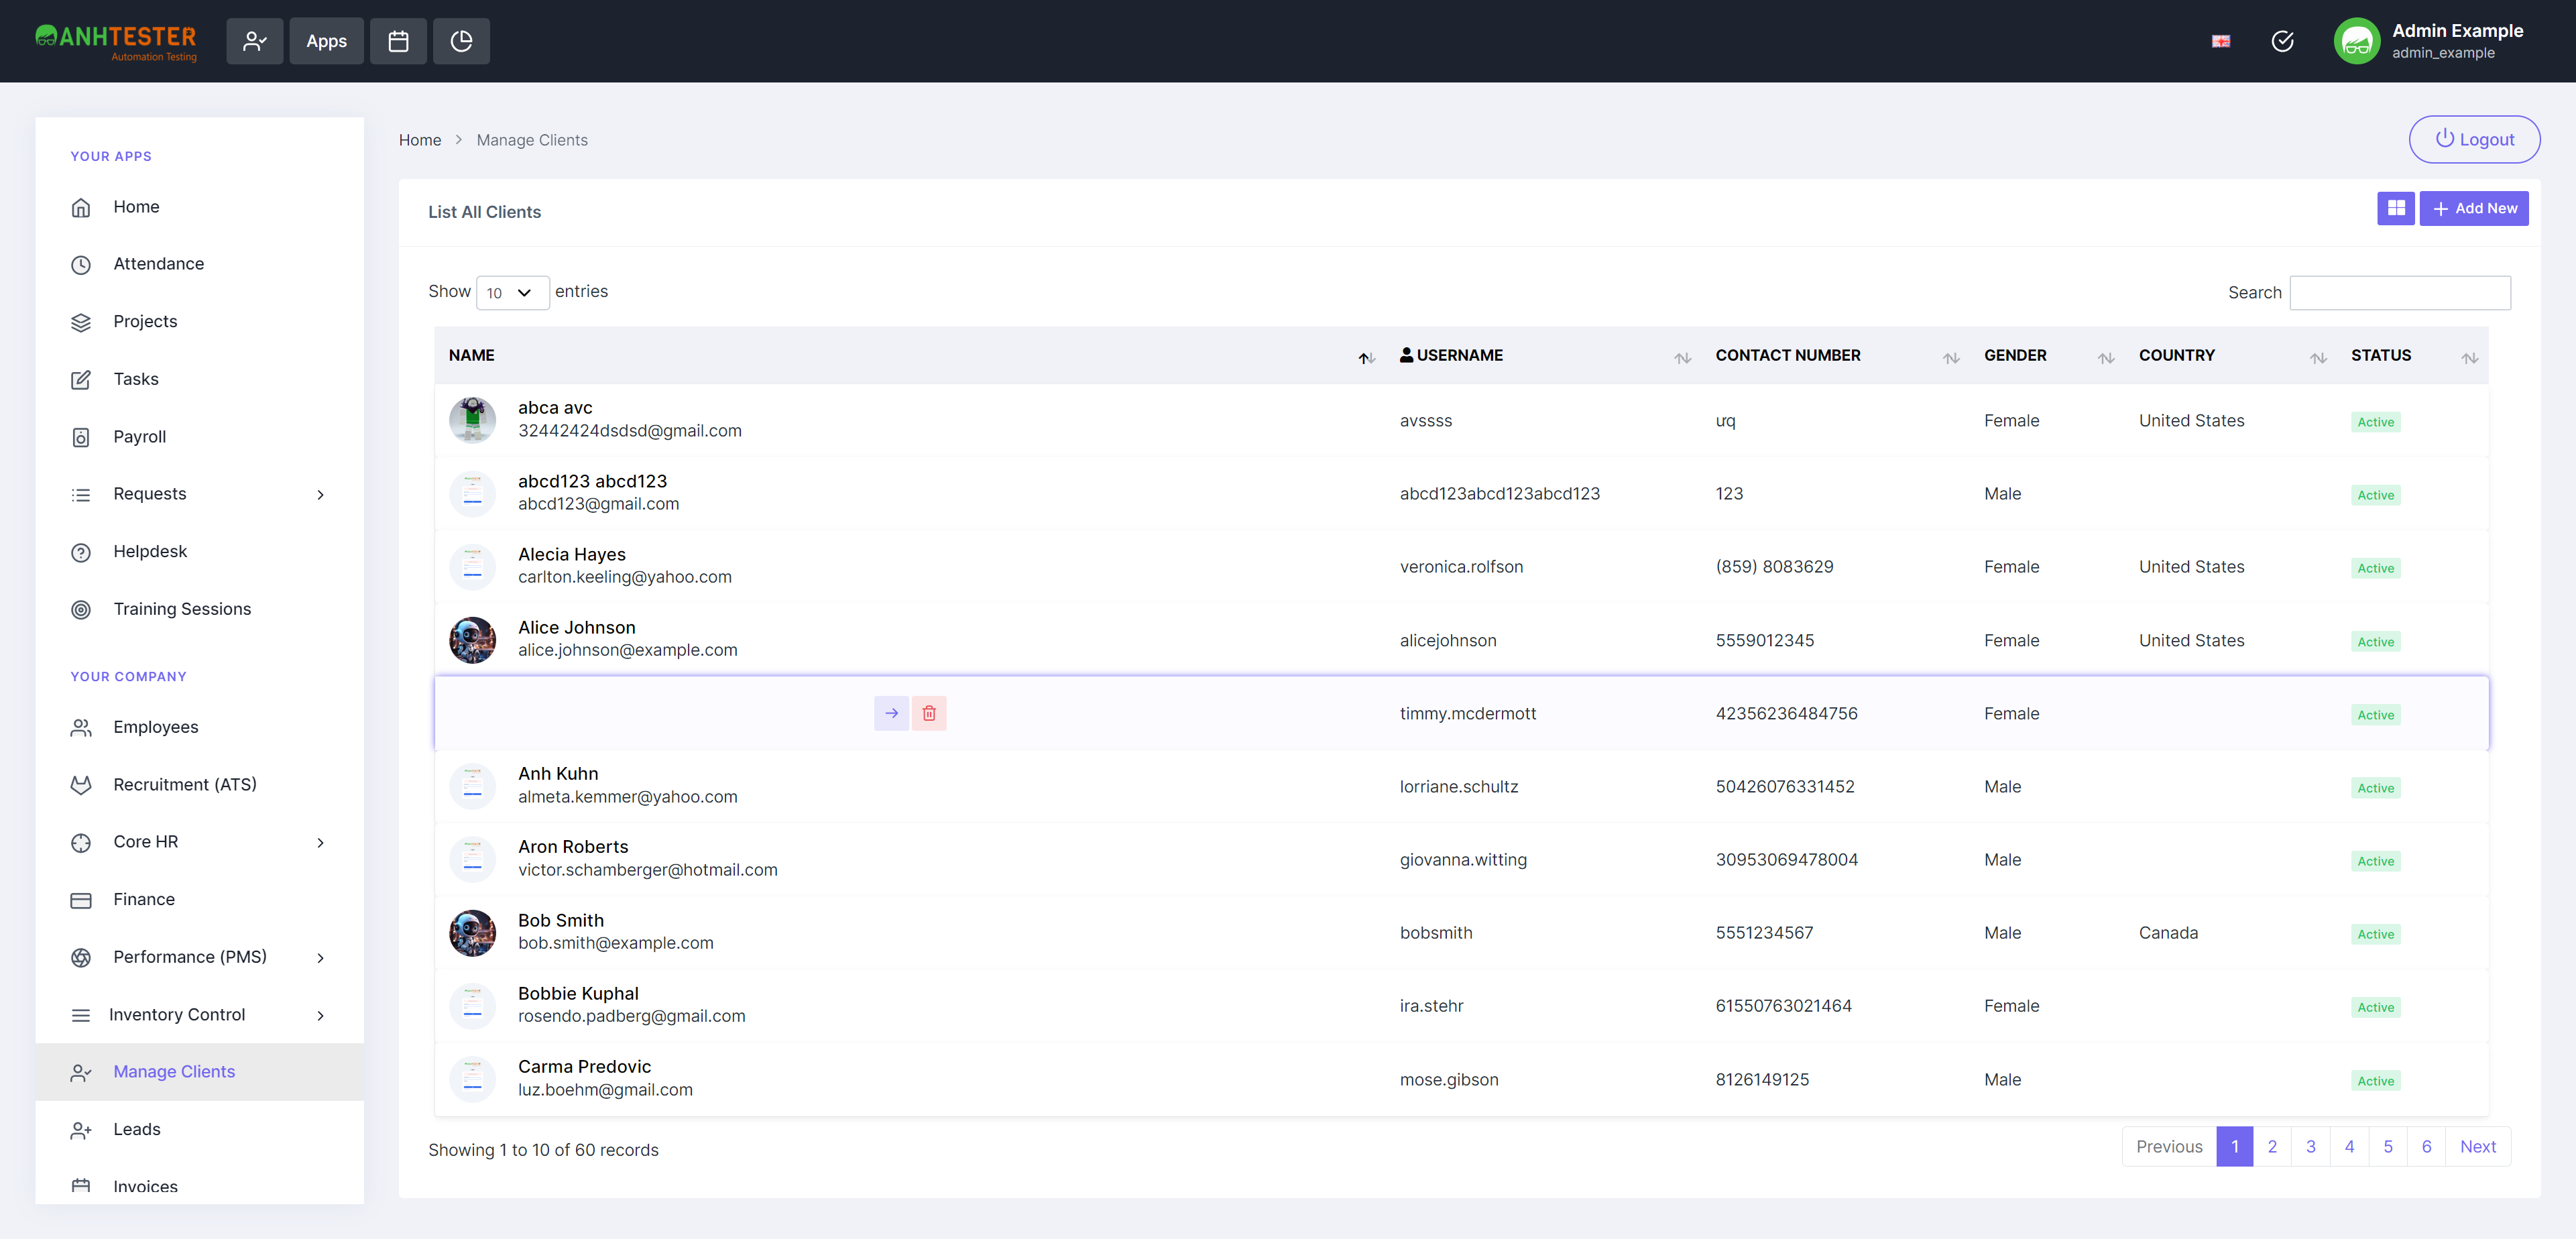 ANHTESTER
Automation Testing
Apps
Admin Example
admin_example
YOUR APPS
Home
Attendance
Projects
Tasks
Payroll
Requests
Helpdesk
Training Sessions
YOUR COMPANY
Employees
Recruitment (ATS)
Core HR
Finance
Performance (PMS)
Inventory Control
Manage Clients
Leads
Invoices
Home > Manage Clients
Logout
List All Clients
Add New
Show 10 entries
Search
NAME USERNAME CONTACT NUMBER GENDER COUNTRY STATUS
abca avc
32442424dsdsd@gmail.com
avssss ưq Female United States Active
abcd123 abcd123
abcd123@gmail.com
abcd123abcd123abcd123 123 Male Active
Alecia Hayes
carlton.keeling@yahoo.com
veronica.rolfson (859) 8083629 Female United States Active
Alice Johnson
alice.johnson@example.com
alicejohnson 5559012345 Female United States Active
timmy.mcdermott 42356236484756 Female Active
Anh Kuhn
almeta.kemmer@yahoo.com
lorriane.schultz 50426076331452 Male Active
Aron Roberts
victor.schamberger@hotmail.com
giovanna.witting 30953069478004 Male Active
Bob Smith
bob.smith@example.com
bobsmith 5551234567 Male Canada Active
Bobbie Kuphal
rosendo.padberg@gmail.com
ira.stehr 61550763021464 Female Active
Carma Predovic
luz.boehm@gmail.com
mose.gibson 8126149125 Male Active
Showing 1 to 10 of 60 records
Previous 1 2 3 4 5 6 Next